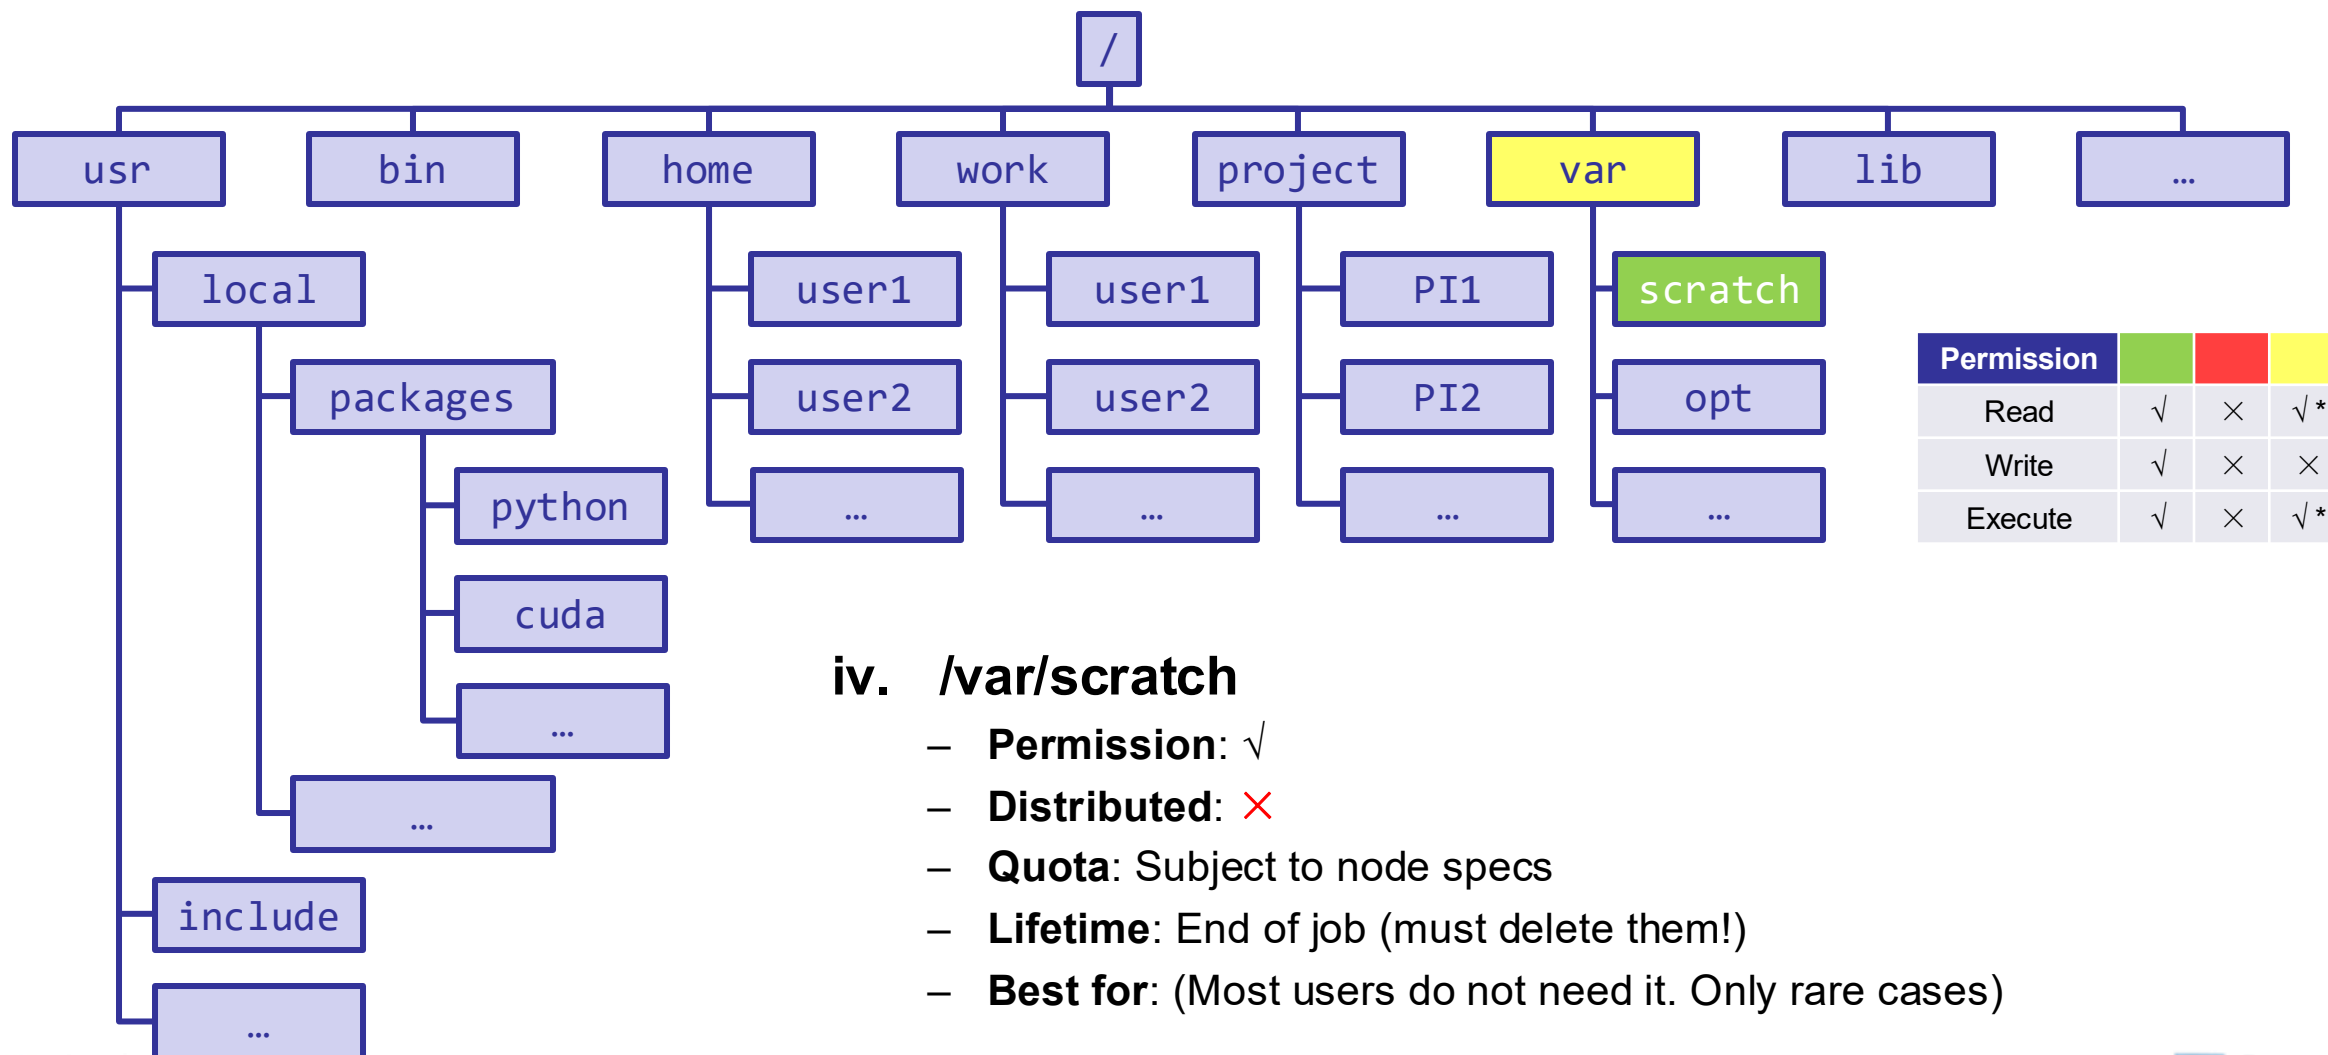 /
usr bin home work project var lib …
local user1 user1 PI1 scratch
packages user2 user2 PI2 opt
python … … … …
cuda
…
…
include
…
Permission
Read √ × √*
Write √ × ×
Execute √ × √*
iv. /var/scratch
– Permission: √
– Distributed: ×
– Quota: Subject to node specs
– Lifetime: End of job (must delete them!)
– Best for: (Most users do not need it. Only rare cases)